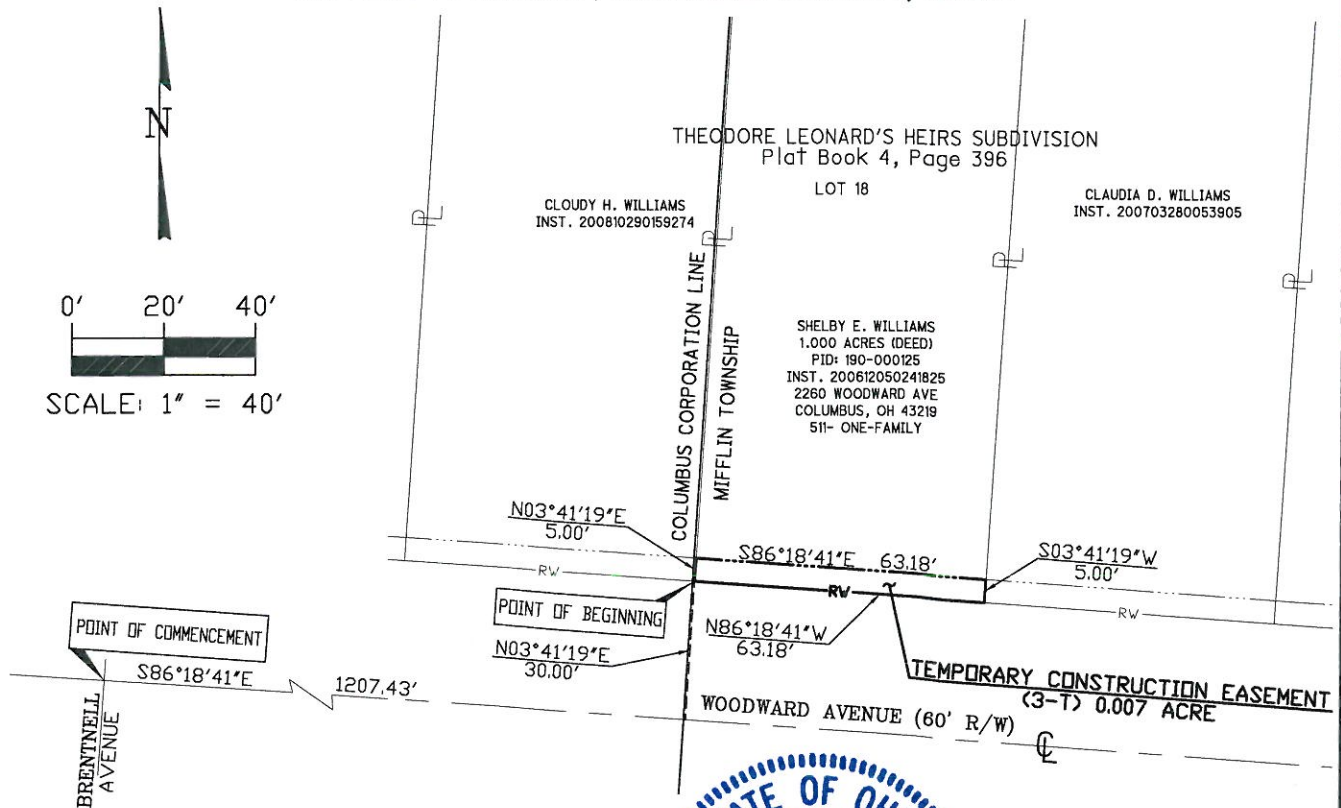 N
0' 20' 40'
SCALE: 1" = 40'
THEODORE LEONARD'S HEIRS SUBDIVISION
Plat Book 4, Page 396
LOT 18
CLOUDY H. WILLIAMS
INST. 200810290159274
CLAUDIA D. WILLIAMS
INST. 200703280053905
PL
PL
PL
PL
COLUMBUS CORPORATION LINE
MIFFLIN TOWNSHIP
SHELBY E. WILLIAMS
1.000 ACRES (DEED)
PID: 190-000125
INST. 200612050241825
2260 WOODWARD AVE
COLUMBUS, OH 43219
511- ONE-FAMILY
N03°41'19"E
5.00'
S86°18'41"E 63.18'
S03°41'19"W
5.00'
RW
RW
RW
POINT OF BEGINNING
N86°18'41"W
63.18'
N03°41'19"E
30.00'
POINT OF COMMENCEMENT
S86°18'41"E
1207.43'
TEMPORARY CONSTRUCTION EASEMENT
(3-T) 0.007 ACRE
WOODWARD AVENUE (60' R/W)
CL
BRENTNELL
AVENUE
OF